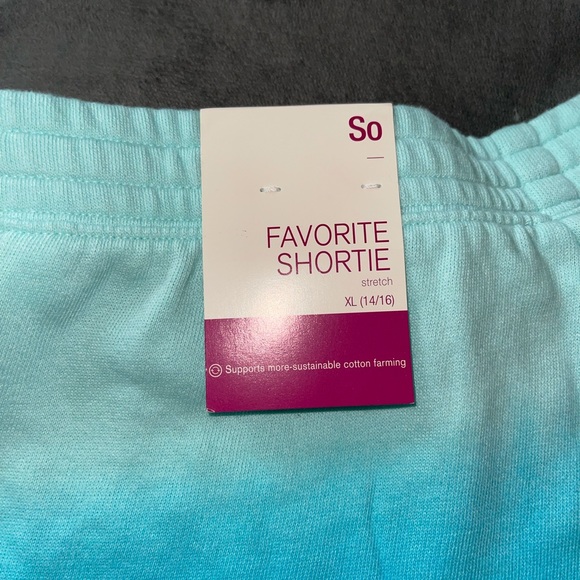 So
FAVORITE
SHORTIE
stretch
XL (14/16)
Supports more-sustainable cotton farming